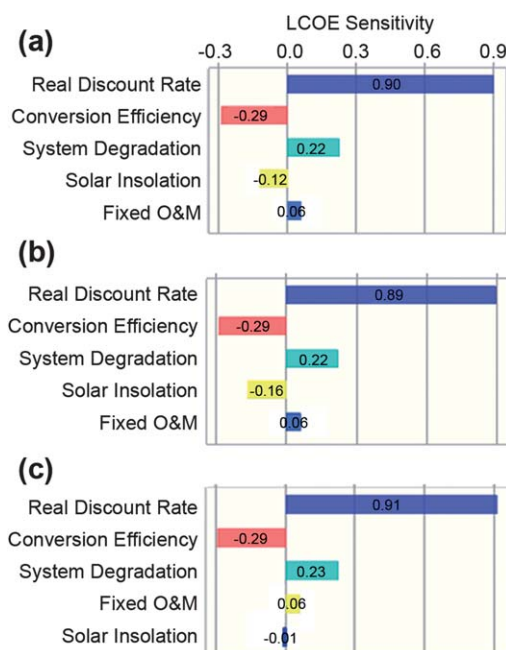 LCOE Sensitivity
(a)
-0.3 0.0 0.3 0.6 0.9
Real Discount Rate 0.90
Conversion Efficiency -0.29
System Degradation 0.22
Solar Insolation -0.12
Fixed O&M 0.06
(b)
Real Discount Rate 0.89
Conversion Efficiency -0.29
System Degradation 0.22
Solar Insolation -0.16
Fixed O&M 0.06
(c)
Real Discount Rate 0.91
Conversion Efficiency -0.29
System Degradation 0.23
Fixed O&M 0.06
Solar Insolation -0.01